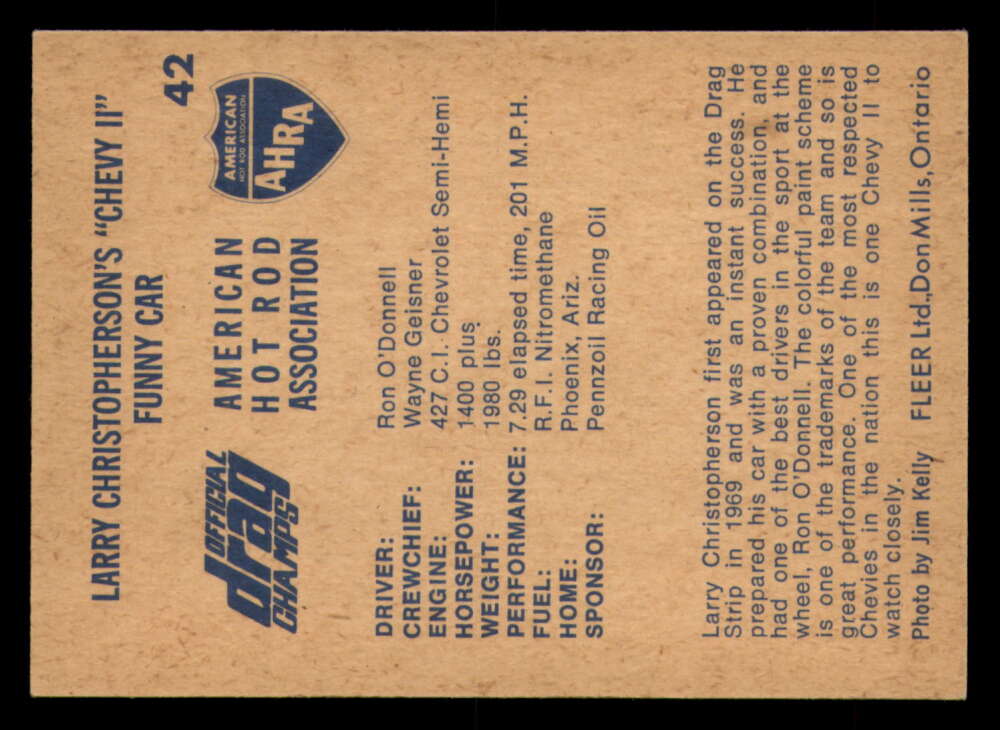 42
LARRY CHRISTOPHERSON'S "CHEVY II"
FUNNY CAR
OFFICIAL
drag
CHAMPS
AMERICAN
HOT ROD
ASSOCIATION
AMERICAN
HOT ROD ASSOCIATION
AHRA
DRIVER: Ron O'Donnell
CREWCHIEF: Wayne Geisner
ENGINE: 427 C.I. Chevrolet Semi-Hemi
HORSEPOWER: 1400 plus
WEIGHT: 1980 lbs.
PERFORMANCE: 7.29 elapsed time, 201 M.P.H.
FUEL: R.F.I. Nitromethane
HOME: Phoenix, Ariz.
SPONSOR: Pennzoil Racing Oil
Larry Christopherson first appeared on the Drag
Strip in 1969 and was an instant success. He
prepared his car with a proven combination, and
had one of the best drivers in the sport at the
wheel, Ron O'Donnell. The colorful paint scheme
is one of the trademarks of the team and so is
great performance. One of the most respected
Chevies in the nation this is one Chevy II to
watch closely.
Photo by Jim Kelly FLEER Ltd., Don Mills, Ontario